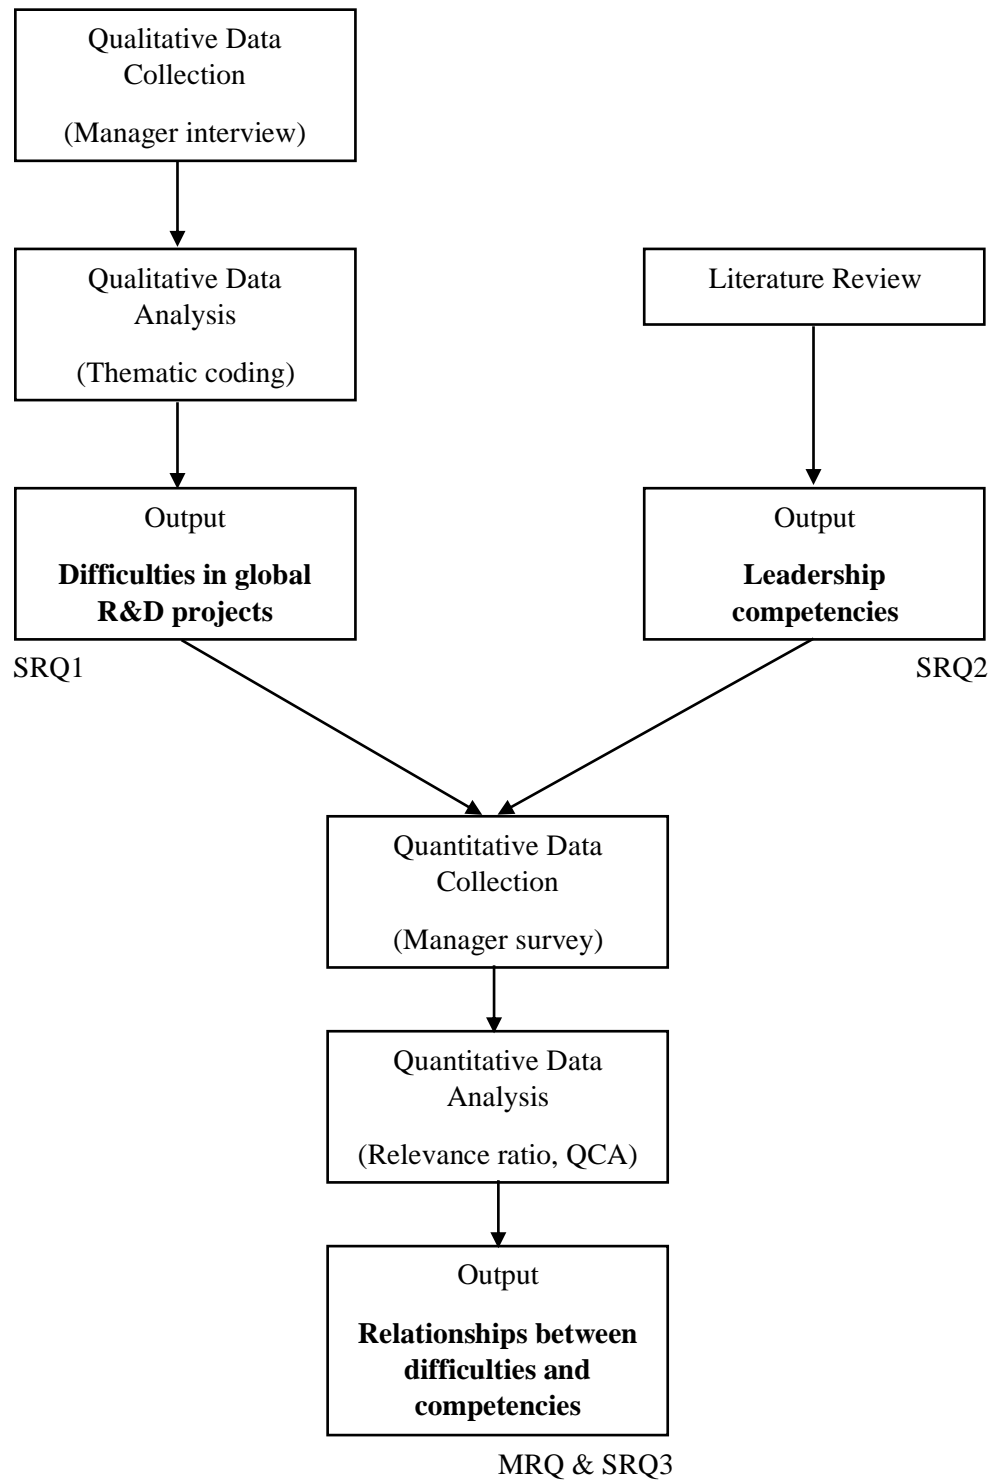 Qualitative Data
Collection
(Manager interview)
Qualitative Data
Analysis
(Thematic coding)
Literature Review
Output
Difficulties in global
R&D projects
Output
Leadership
competencies
SRQ1
SRQ2
Quantitative Data
Collection
(Manager survey)
Quantitative Data
Analysis
(Relevance ratio, QCA)
Output
Relationships between
difficulties and
competencies
MRQ & SRQ3